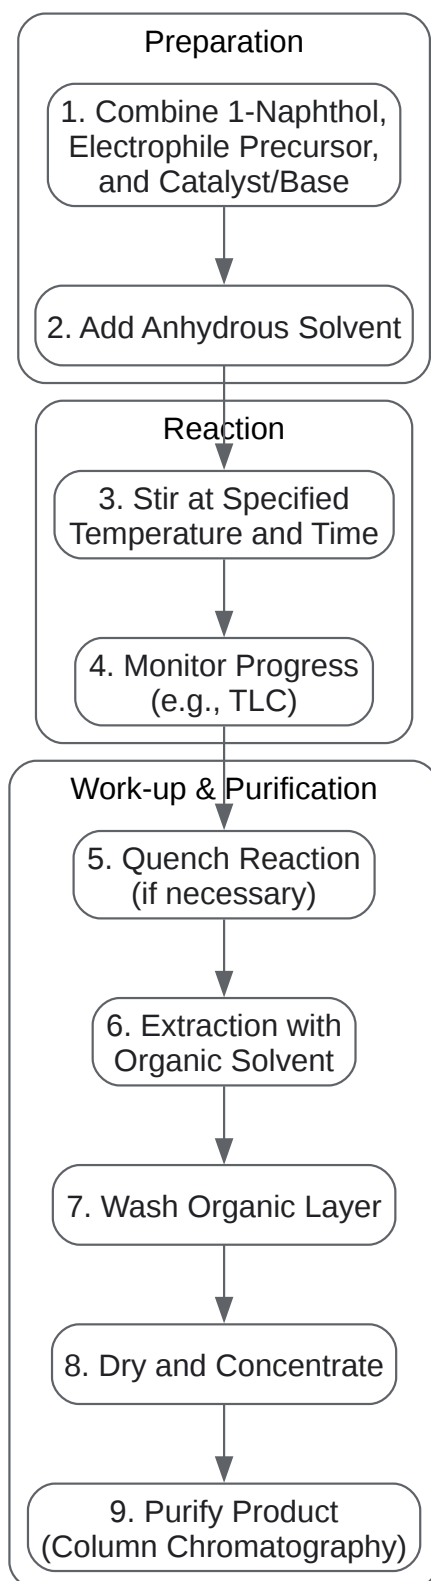 Preparation
1. Combine 1-Naphthol,
Electrophile Precursor,
and Catalyst/Base
2. Add Anhydrous Solvent
Reaction
3. Stir at Specified
Temperature and Time
4. Monitor Progress
(e.g., TLC)
Work-up & Purification
5. Quench Reaction
(if necessary)
6. Extraction with
Organic Solvent
7. Wash Organic Layer
8. Dry and Concentrate
9. Purify Product
(Column Chromatography)